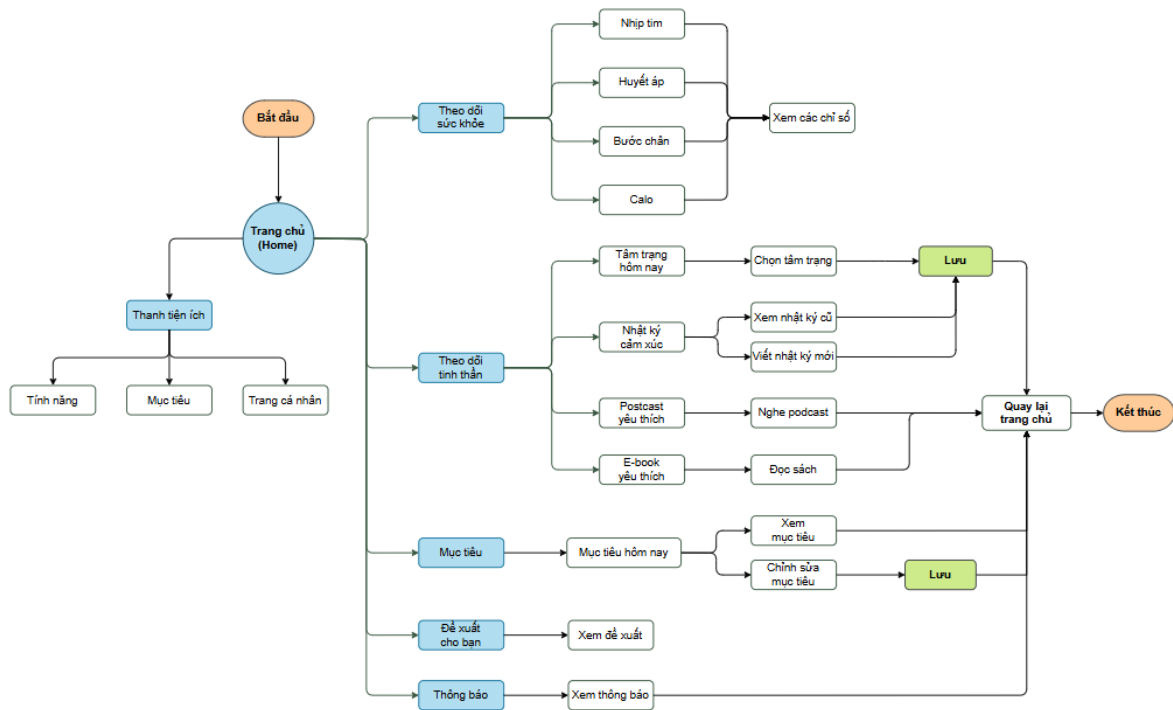 Nhịp tim
Huyết áp
Bắt đầu
Theo dõi
sức khỏe
Xem các chỉ số
Bước chân
Calo
Trang chủ
(Home)
Tâm trạng
hôm nay
Chọn tâm trạng
Lưu
Thanh tiện ích
Xem nhật ký cũ
Nhật ký
cảm xúc
Viết nhật ký mới
Theo dõi
tinh thần
Tính năng
Mục tiêu
Trang cá nhân
Postcast
yêu thích
Nghe podcast
Quay lại
trang chủ
Kết thúc
E-book
yêu thích
Đọc sách
Xem
mục tiêu
Mục tiêu
Mục tiêu hôm nay
Chỉnh sửa
mục tiêu
Lưu
Đề xuất
cho bạn
Xem đề xuất
Thông báo
Xem thông báo